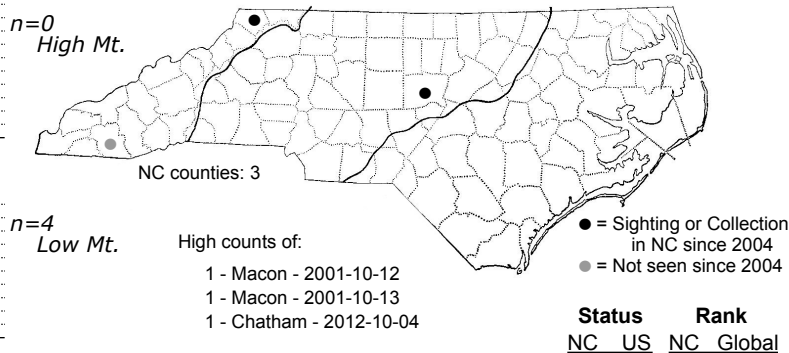 n=0
High Mt.
NC counties: 3
n=4
Low Mt.
High counts of:
1 - Macon - 2001-10-12
1 - Macon - 2001-10-13
1 - Chatham - 2012-10-04
● = Sighting or Collection
in NC since 2004
● = Not seen since 2004
Status Rank
NC US NC Global